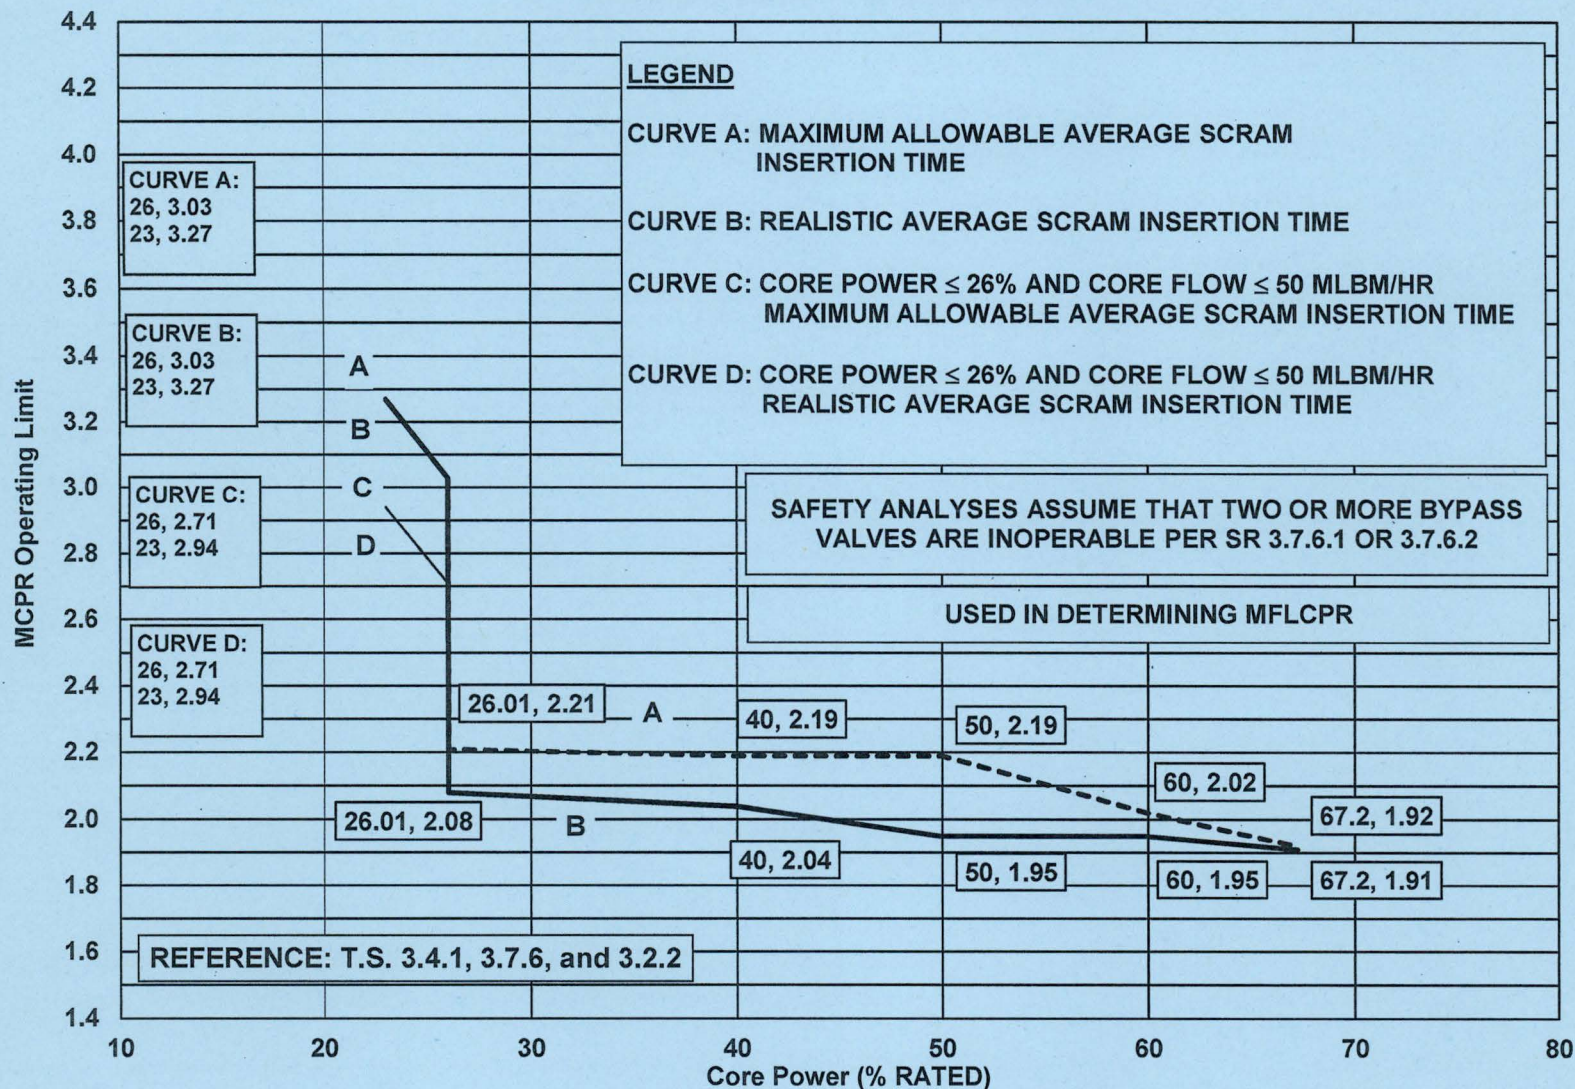 4.4
4.2
4.0
3.8
3.6
3.4
3.2
3.0
2.8
2.6
2.4
2.2
2.0
1.8
1.6
1.4
MCPR Operating Limit
LEGEND
CURVE A: MAXIMUM ALLOWABLE AVERAGE SCRAM
INSERTION TIME
CURVE B: REALISTIC AVERAGE SCRAM INSERTION TIME
CURVE C: CORE POWER ≤ 26% AND CORE FLOW ≤ 50 MLBM/HR
MAXIMUM ALLOWABLE AVERAGE SCRAM INSERTION TIME
CURVE D: CORE POWER ≤ 26% AND CORE FLOW ≤ 50 MLBM/HR
REALISTIC AVERAGE SCRAM INSERTION TIME
CURVE A:
26, 3.03
23, 3.27
CURVE B:
26, 3.03
23, 3.27
CURVE C:
26, 2.71
23, 2.94
CURVE D:
26, 2.71
23, 2.94
A
B
C
D
SAFETY ANALYSES ASSUME THAT TWO OR MORE BYPASS
VALVES ARE INOPERABLE PER SR 3.7.6.1 OR 3.7.6.2
USED IN DETERMINING MFLCPR
26.01, 2.21
A
40, 2.19
50, 2.19
60, 2.02
67.2, 1.92
26.01, 2.08
B
40, 2.04
50, 1.95
60, 1.95
67.2, 1.91
REFERENCE: T.S. 3.4.1, 3.7.6, and 3.2.2
10
20
30
40
50
60
70
80
Core Power (% RATED)